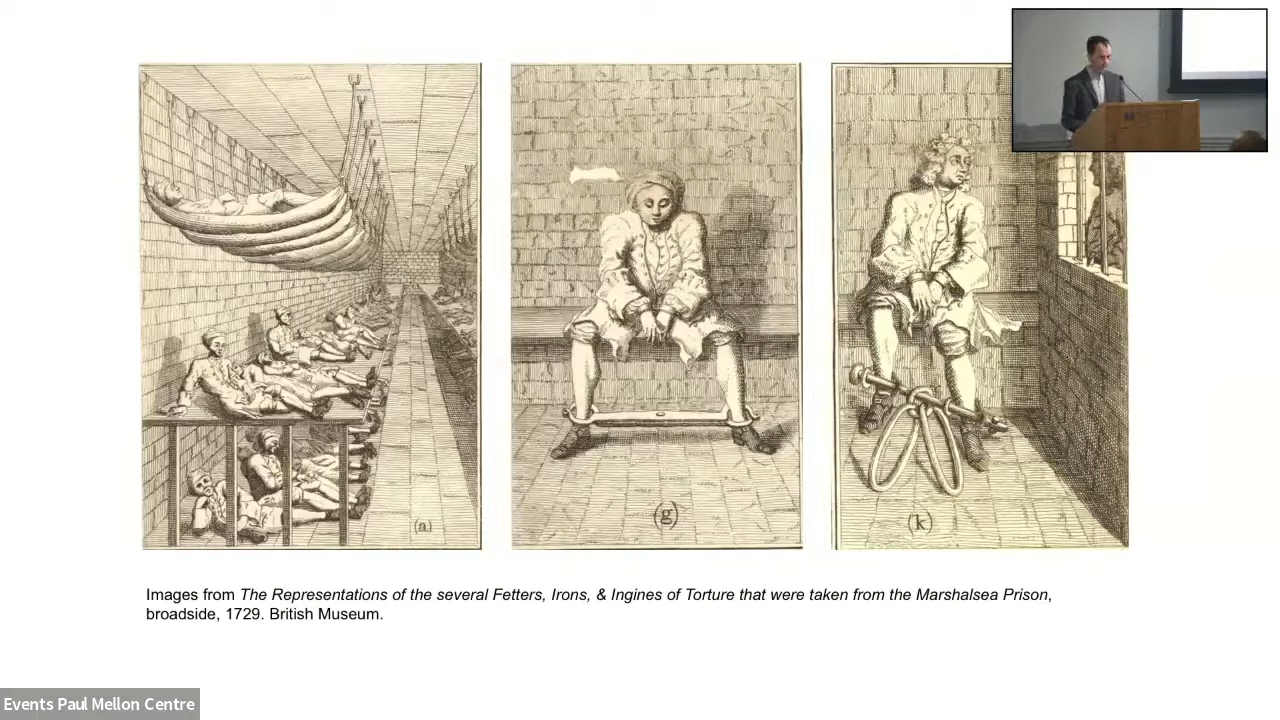 (a)
(g)
(k)
Images from The Representations of the several Fetters, Irons, & Ingines of Torture that were taken from the Marshalsea Prison,
broadside, 1729. British Museum.
Events Paul Mellon Centre